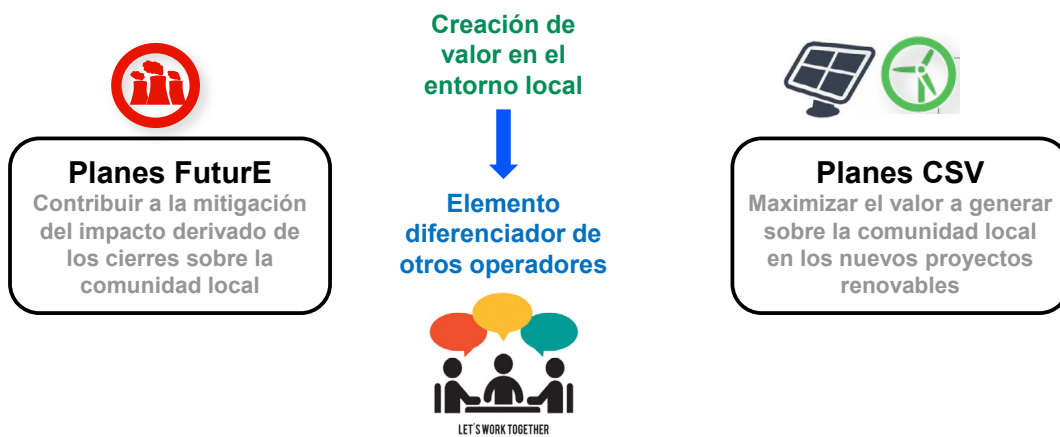 Creación de
valor en el
entorno local
Planes FuturE
Contribuir a la mitigación
del impacto derivado de
los cierres sobre la
comunidad local
Elemento
diferenciador de
otros operadores
LET'S WORK TOGETHER
Planes CSV
Maximizar el valor a generar
sobre la comunidad local
en los nuevos proyectos
renovables